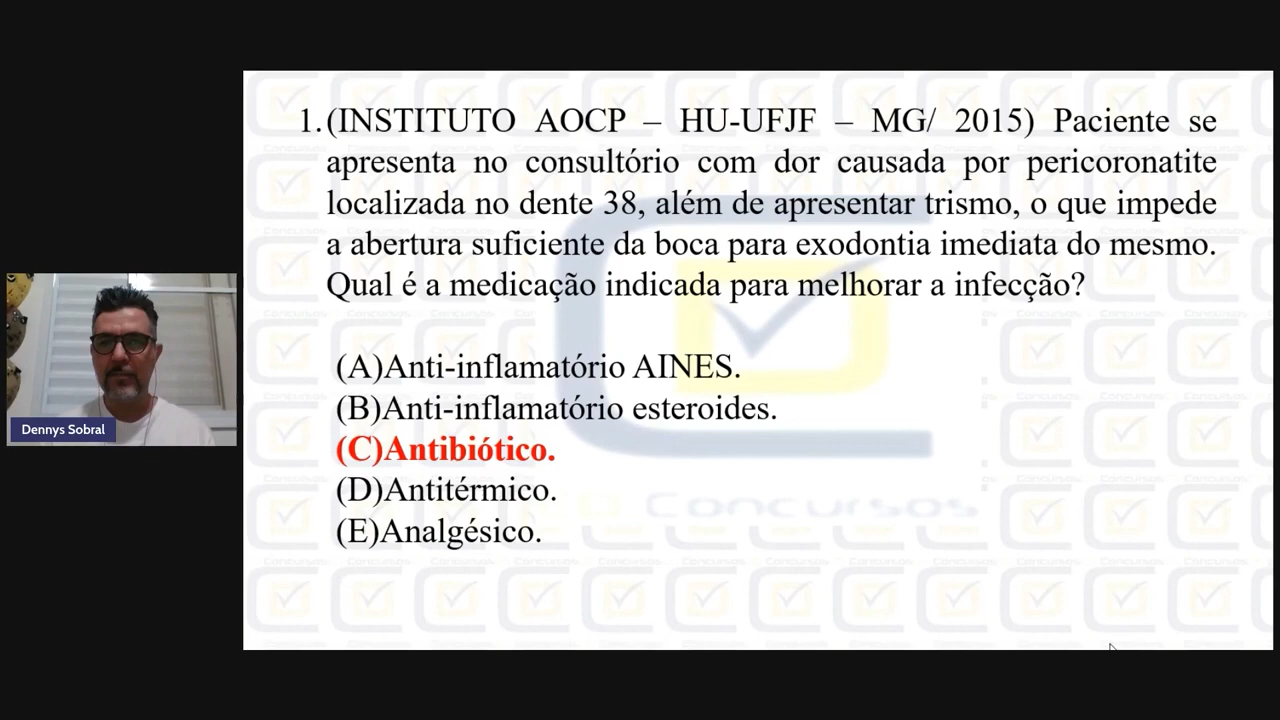 1.(INSTITUTO AOCP – HU-UFJF – MG/ 2015) Paciente se
apresenta no consultório com dor causada por pericoronatite
localizada no dente 38, além de apresentar trismo, o que impede
a abertura suficiente da boca para exodontia imediata do mesmo.
Qual é a medicação indicada para melhorar a infecção?
(A)Anti-inflamatório AINES.
(B)Anti-inflamatório esteroides.
(C)Antibiótico.
(D)Antitérmico.
(E)Analgésico.
Concursos
Dennys Sobral